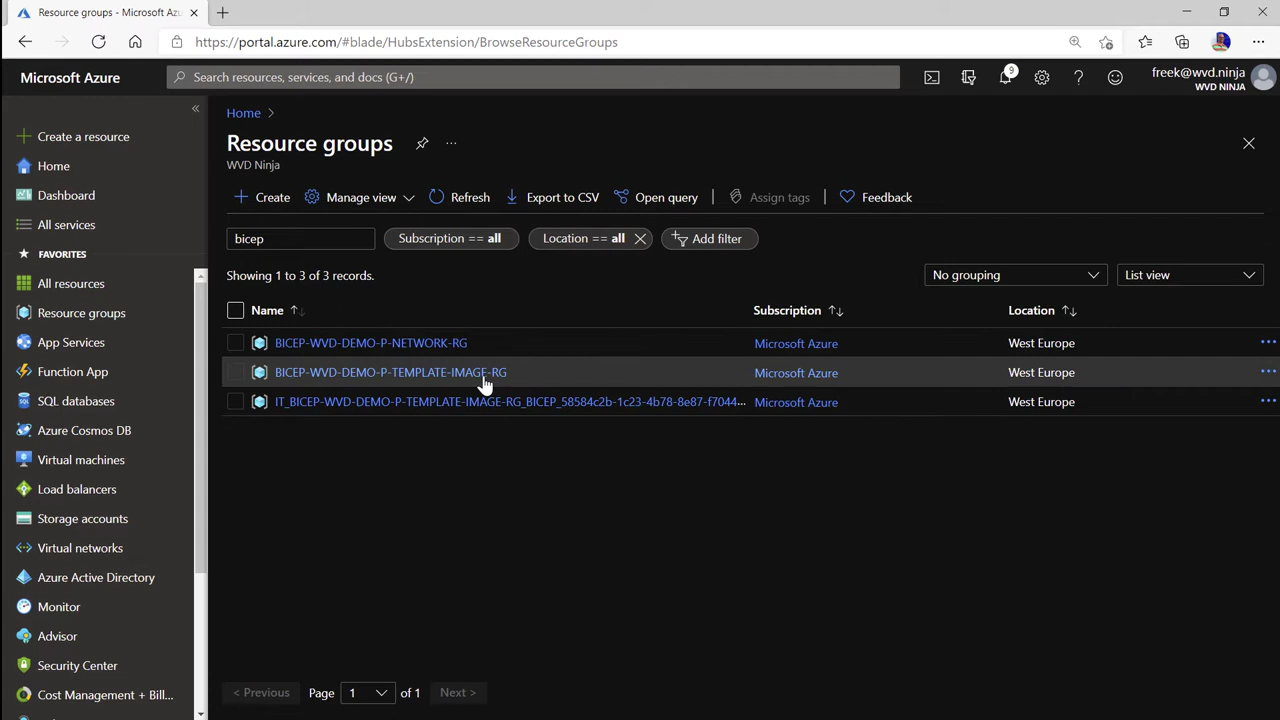 Resource groups - Microsoft Azu
https://portal.azure.com/#blade/HubsExtension/BrowseResourceGroups
Microsoft Azure
Search resources, services, and docs (G+/)
9
freek@wvd.ninja
WVD NINJA
Create a resource
Home
Dashboard
All services
FAVORITES
All resources
Resource groups
App Services
Function App
SQL databases
Azure Cosmos DB
Virtual machines
Load balancers
Storage accounts
Virtual networks
Azure Active Directory
Monitor
Advisor
Security Center
Cost Management + Bill...
Home
Resource groups
WVD Ninja
Create
Manage view
Refresh
Export to CSV
Open query
Assign tags
Feedback
bicep
Subscription == all
Location == all
Add filter
Showing 1 to 3 of 3 records.
No grouping
List view
Name
Subscription
Location
BICEP-WVD-DEMO-P-NETWORK-RG
Microsoft Azure
West Europe
BICEP-WVD-DEMO-P-TEMPLATE-IMAGE-RG
Microsoft Azure
West Europe
IT_BICEP-WVD-DEMO-P-TEMPLATE-IMAGE-RG_BICEP_58584c2b-1c23-4b78-8e87-f7044...
Microsoft Azure
West Europe
< Previous
Page
1
of 1
Next >